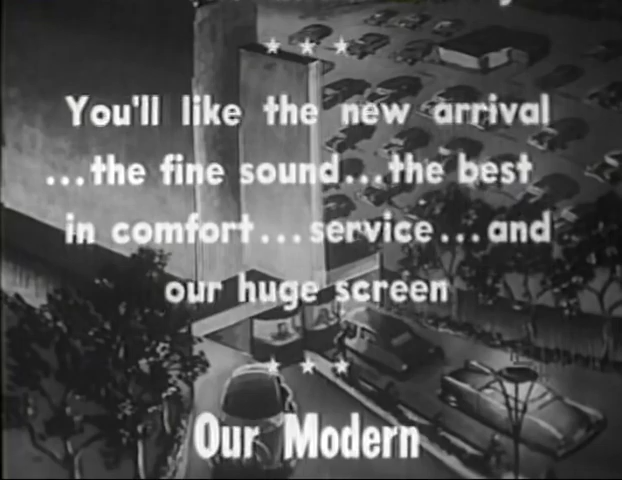 You'll like the new arrival
...the fine sound...the best
in comfort...service...and
our huge screen
Our Modern